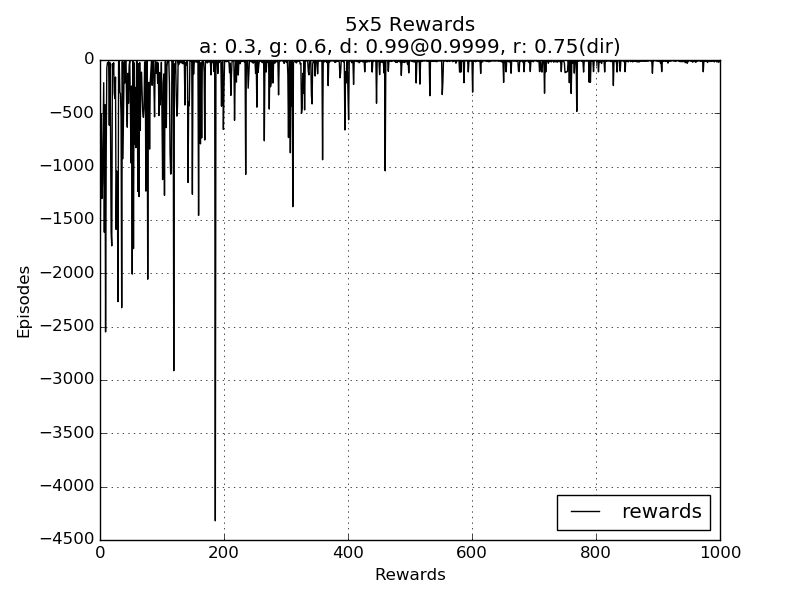 5x5 Rewards
a: 0.3, g: 0.6, d: 0.99@0.9999, r: 0.75(dir)
0
−500
−1000
−1500
−2000
−2500
−3000
−3500
−4000
−4500
Episodes
rewards
0 200 400 600 800 1000
Rewards